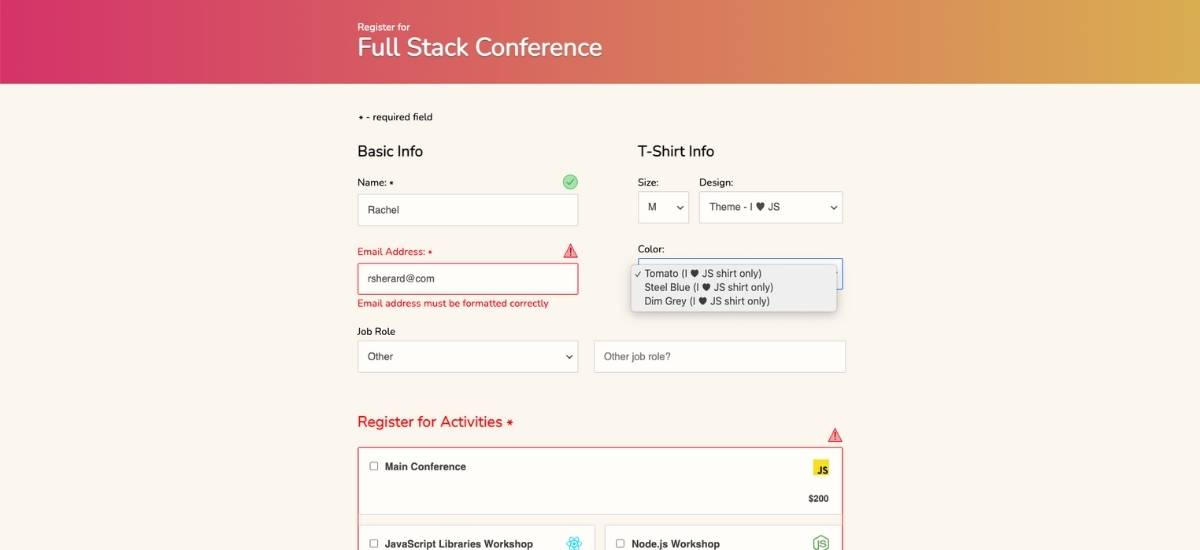 Register for
Full Stack Conference
* - required field
Basic Info
Name: *
Rachel
Email Address: *
rsherard@com
Email address must be formatted correctly
Job Role
Other
Other job role?
T-Shirt Info
Size:
M
Design:
Theme - I ♥ JS
Color:
✓ Tomato (I ♥ JS shirt only)
Steel Blue (I ♥ JS shirt only)
Dim Grey (I ♥ JS shirt only)
Register for Activities *
Main Conference
JS
$200
JavaScript Libraries Workshop
Node.js Workshop
JS